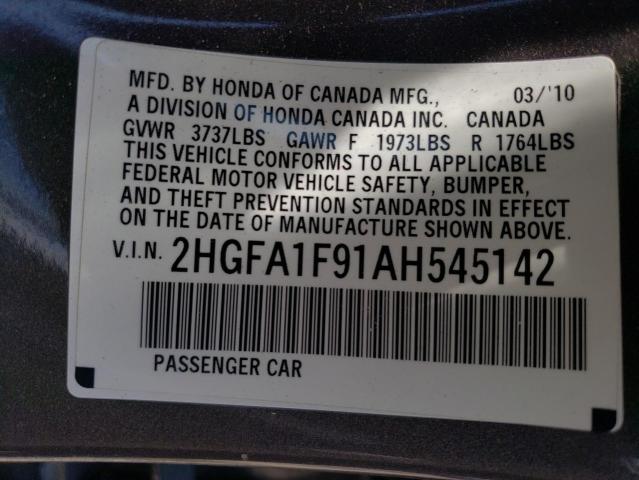 MFD. BY HONDA OF CANADA MFG., 03/'10
A DIVISION OF HONDA CANADA INC. CANADA
GVWR 3737LBS GAWR F 1973LBS R 1764LBS
THIS VEHICLE CONFORMS TO ALL APPLICABLE
FEDERAL MOTOR VEHICLE SAFETY, BUMPER,
AND THEFT PREVENTION STANDARDS IN EFFECT
ON THE DATE OF MANUFACTURE SHOWN ABOVE.
V.I.N. 2HGFA1F91AH545142
PASSENGER CAR